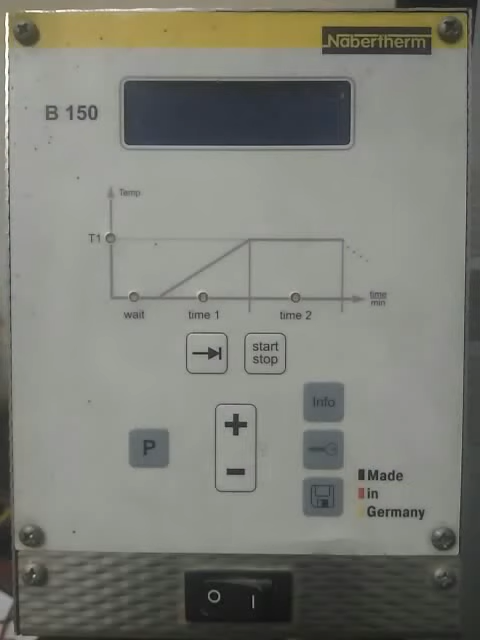 Nabertherm
B 150
Temp
T1
time
min
wait
time 1
time 2
start
stop
Info
P
+
-
Made
in
Germany
O I